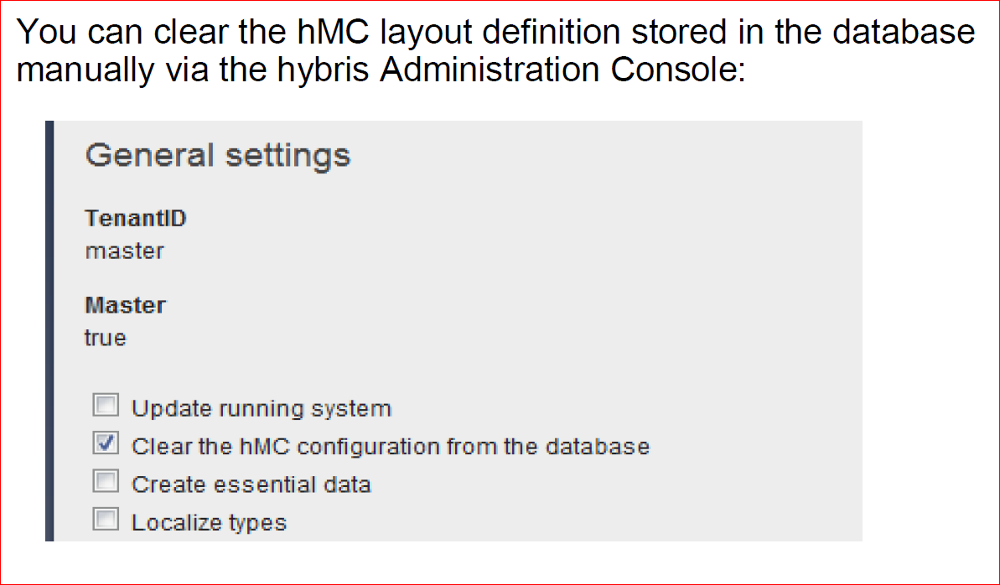 You can clear the hMC layout definition stored in the database
manually via the hybris Administration Console:
General settings
TenantID
master
Master
true
Update running system
Clear the hMC configuration from the database
Create essential data
Localize types